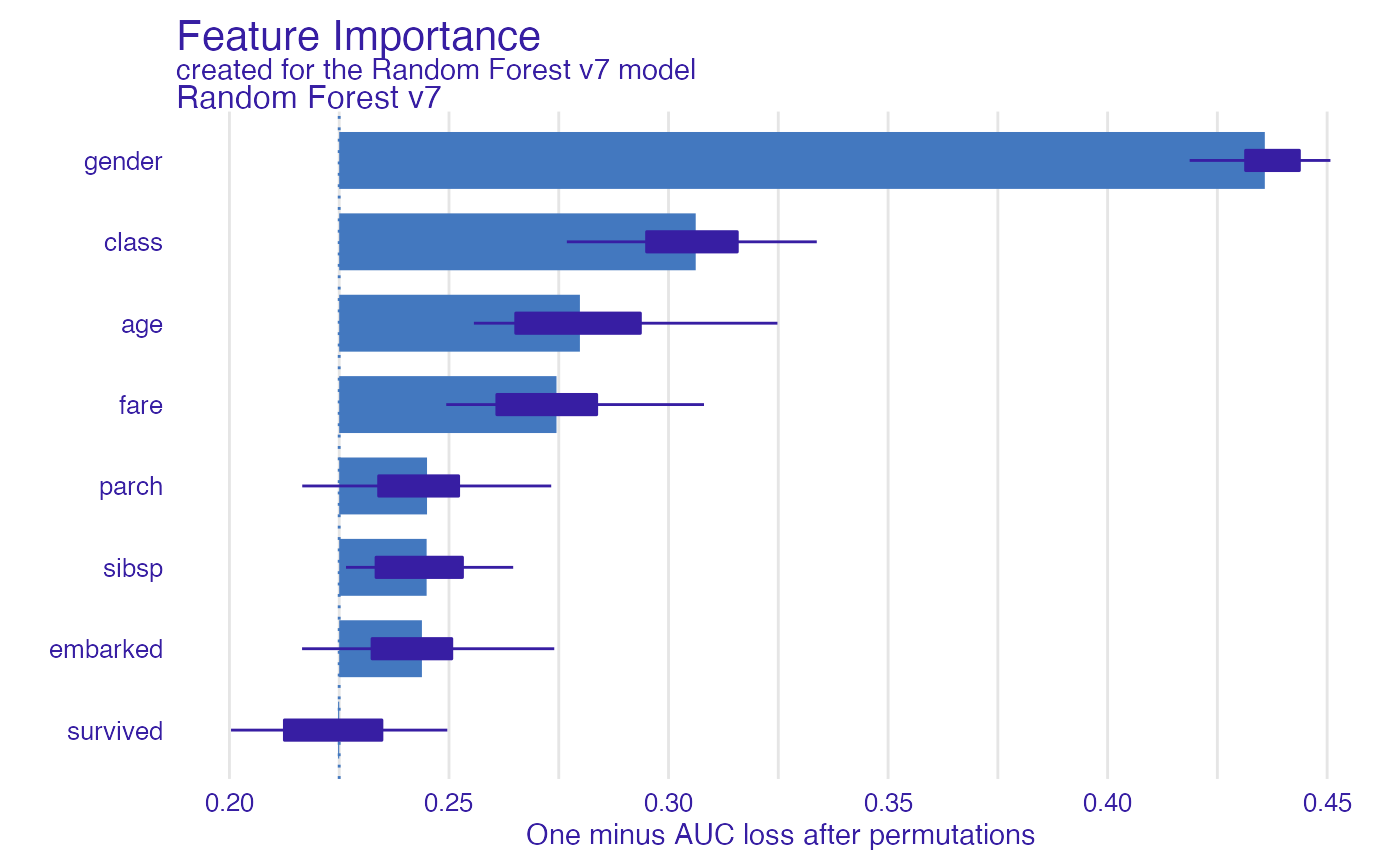 Feature Importance
created for the Random Forest v7 model
Random Forest v7
gender
class
age
fare
parch
sibsp
embarked
survived
0.20 0.25 0.30 0.35 0.40 0.45
One minus AUC loss after permutations